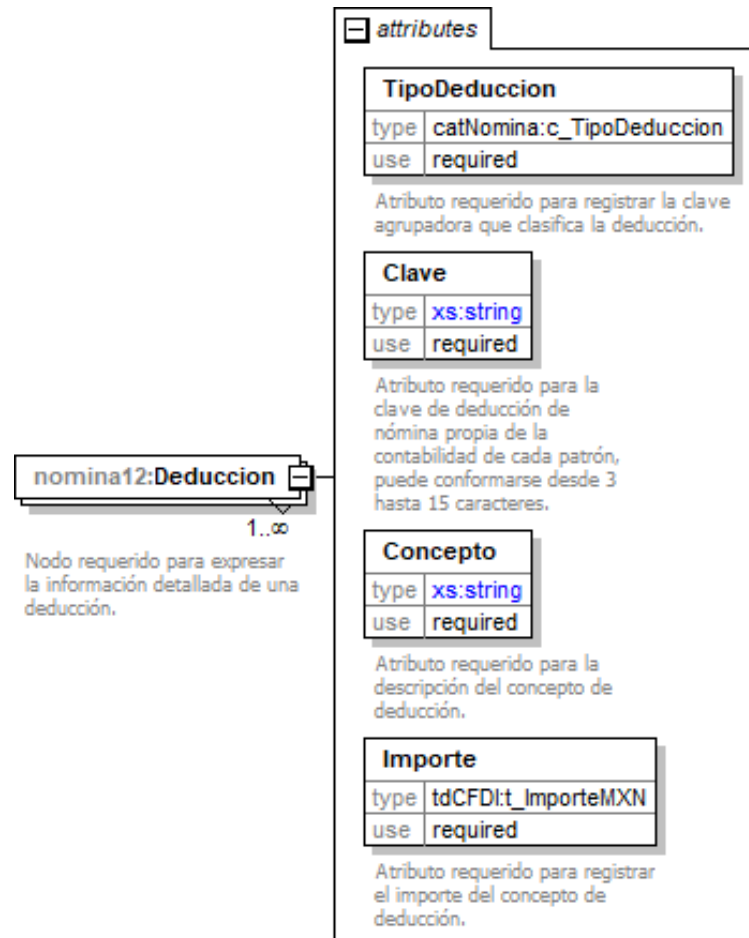 attributes
TipoDeduccion
type catNomina:c_TipoDeduccion
use required
Atributo requerido para registrar la clave
agrupadora que clasifica la deducción.
Clave
type xs:string
use required
Atributo requerido para la
clave de deducción de
nómina propia de la
contabilidad de cada patrón,
puede conformarse desde 3
hasta 15 caracteres.
nomina12:Deduccion
1..∞
Nodo requerido para expresar
la información detallada de una
deducción.
Concepto
type xs:string
use required
Atributo requerido para la
descripción del concepto de
deducción.
Importe
type tdCFDI:t_ImporteMXN
use required
Atributo requerido para registrar
el importe del concepto de
deducción.